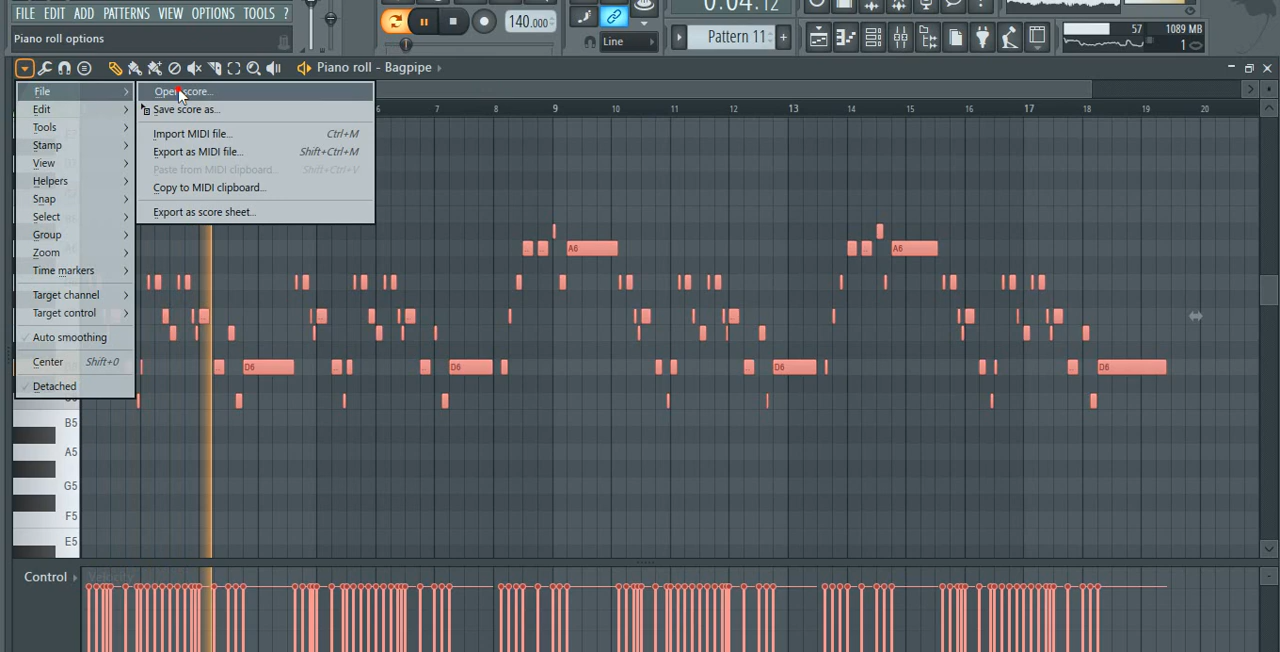 FILE EDIT ADD PATTERNS VIEW OPTIONS TOOLS ?
Piano roll options
140.000
Line
Pattern 11
57
1089 MB
1
Piano roll - Bagpipe
File
Edit
Tools
Stamp
View
Helpers
Snap
Select
Group
Zoom
Time markers
Target channel
Target control
Auto smoothing
Center Shift+0
Detached
Save score as...
Import MIDI file... Ctrl+M
Export as MIDI file... Shift+Ctrl+M
Paste from MIDI clipboard... Shift+Ctrl+V
Copy to MIDI clipboard...
Export as score sheet...
6 7 8 9 10 11 12 13 14 15 16 17 18 19 20
A6 A6
D6 D6 D6 D6
B5
A5
G5
F5
E5
Control
Velocity